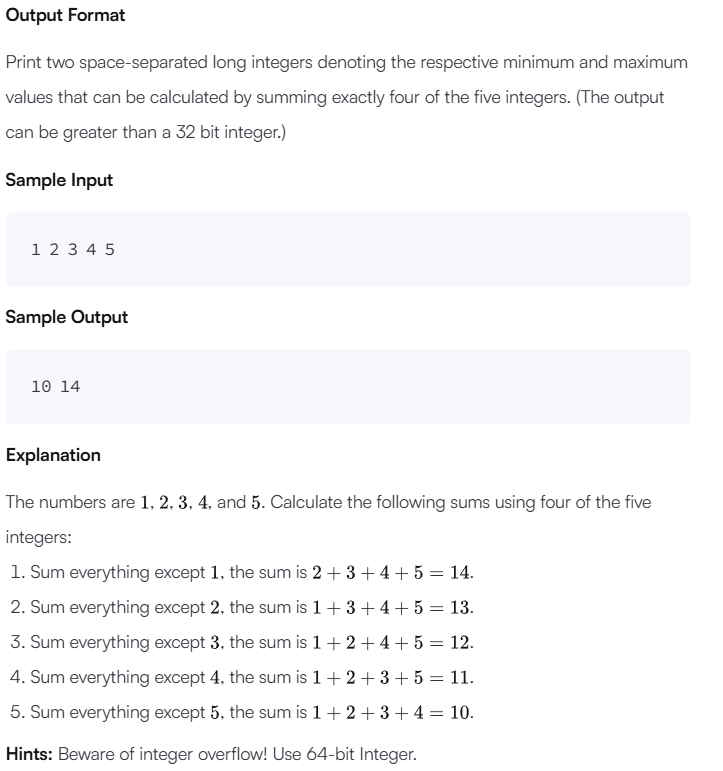 Output Format
Print two space-separated long integers denoting the respective minimum and maximum
values that can be calculated by summing exactly four of the five integers. (The output
can be greater than a 32 bit integer.)
Sample Input
1 2 3 4 5
Sample Output
10 14
Explanation
The numbers are 1, 2, 3, 4, and 5. Calculate the following sums using four of the five
integers:
1. Sum everything except 1, the sum is 2 + 3 + 4 + 5 = 14.
2. Sum everything except 2, the sum is 1 + 3 + 4 + 5 = 13.
3. Sum everything except 3, the sum is 1 + 2 + 4 + 5 = 12.
4. Sum everything except 4, the sum is 1 + 2 + 3 + 5 = 11.
5. Sum everything except 5, the sum is 1 + 2 + 3 + 4 = 10.
Hints: Beware of integer overflow! Use 64-bit Integer.